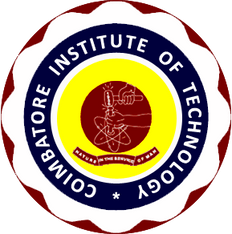 COIMBATORE INSTITUTE OF TECHNOLOGY *
NATURE IN THE SERVICE OF MAN